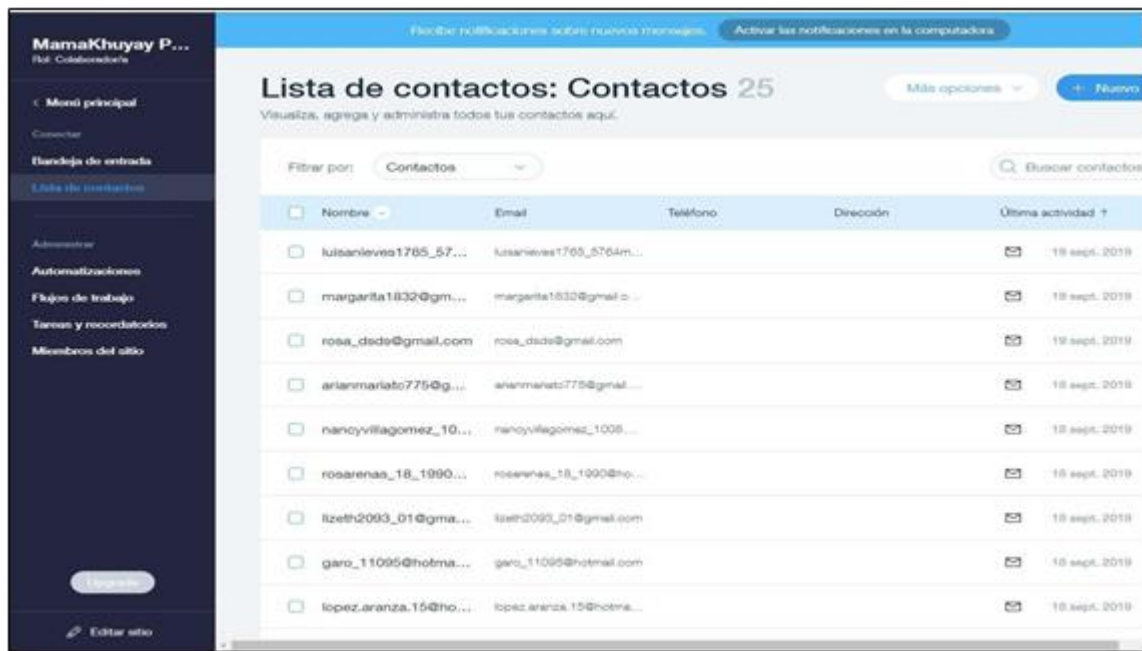 MamaKhuyay P...
Rol: Colaborador/a
< Menú principal
Conectar
Bandeja de entrada
Lista de contactos
Administrar
Automatizaciones
Flujos de trabajo
Tareas y recordatorios
Miembros del sitio
Upgrade
Editar sitio
Recibe notificaciones sobre nuevos mensajes. Activar las notificaciones en la computadora
Lista de contactos: Contactos 25
Más opciones
+ Nuevo
Visualiza, agrega y administra todos tus contactos aquí.
Filtrar por: Contactos
Buscar contactos
Nombre Email Teléfono Dirección Última actividad ↑
luisanieves1765_57... luisanieves1765_5764m... 19 sept. 2019
margarita1832@gm... margarita1832@gmail.c... 19 sept. 2019
rosa_dsds@gmail.com rosa_dsds@gmail.com 19 sept. 2019
arianmariato775@g... arianmariato775@gmail.... 18 sept. 2019
nancyvillagomez_10... nancyvillagomez_1008... 18 sept. 2019
rosarenas_18_1990... rosarenas_18_1990@ho... 18 sept. 2019
lizeth2093_01@gma... lizeth2093_01@gmail.com 18 sept. 2019
garo_11095@hotma... garo_11095@hotmail.com 18 sept. 2019
lopez.aranza.15@ho... lopez.aranza.15@hotma... 18 sept. 2019